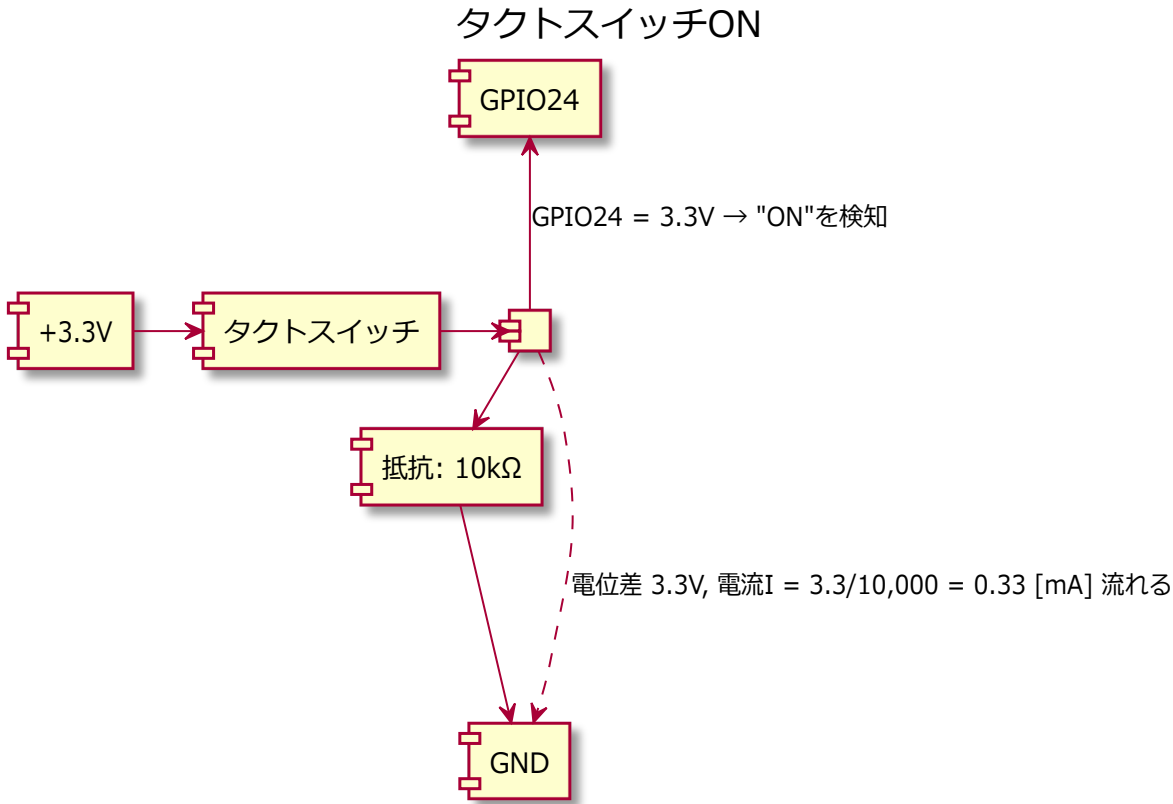 タクトスイッチON
GPIO24
GPIO24 = 3.3V → "ON"を検知
+3.3V
タクトスイッチ
抵抗: 10kΩ
電位差 3.3V, 電流I = 3.3/10,000 = 0.33 [mA] 流れる
GND